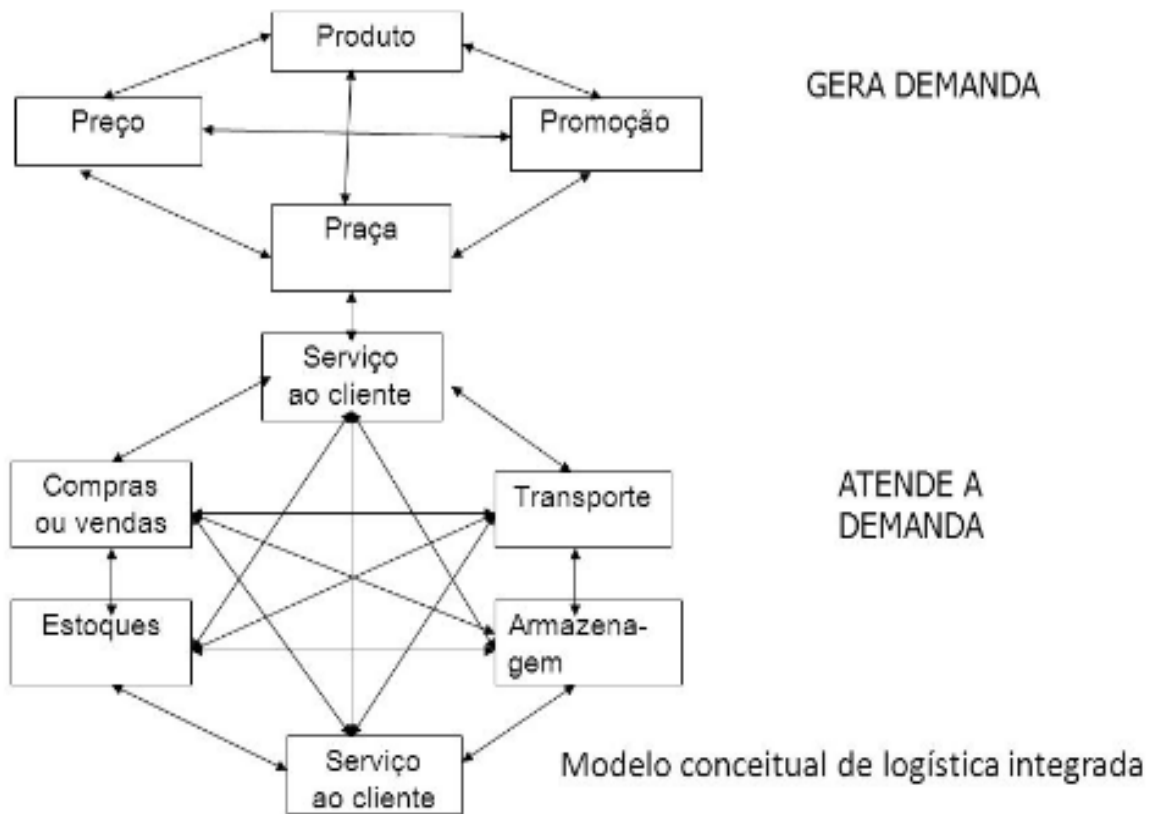 Produto
GERA DEMANDA
Preço
Promoção
Praça
Serviço
ao cliente
Compras
ou vendas
Transporte
ATENDE A
DEMANDA
Estoques
Armazena-
gem
Serviço
ao cliente
Modelo conceitual de logística integrada